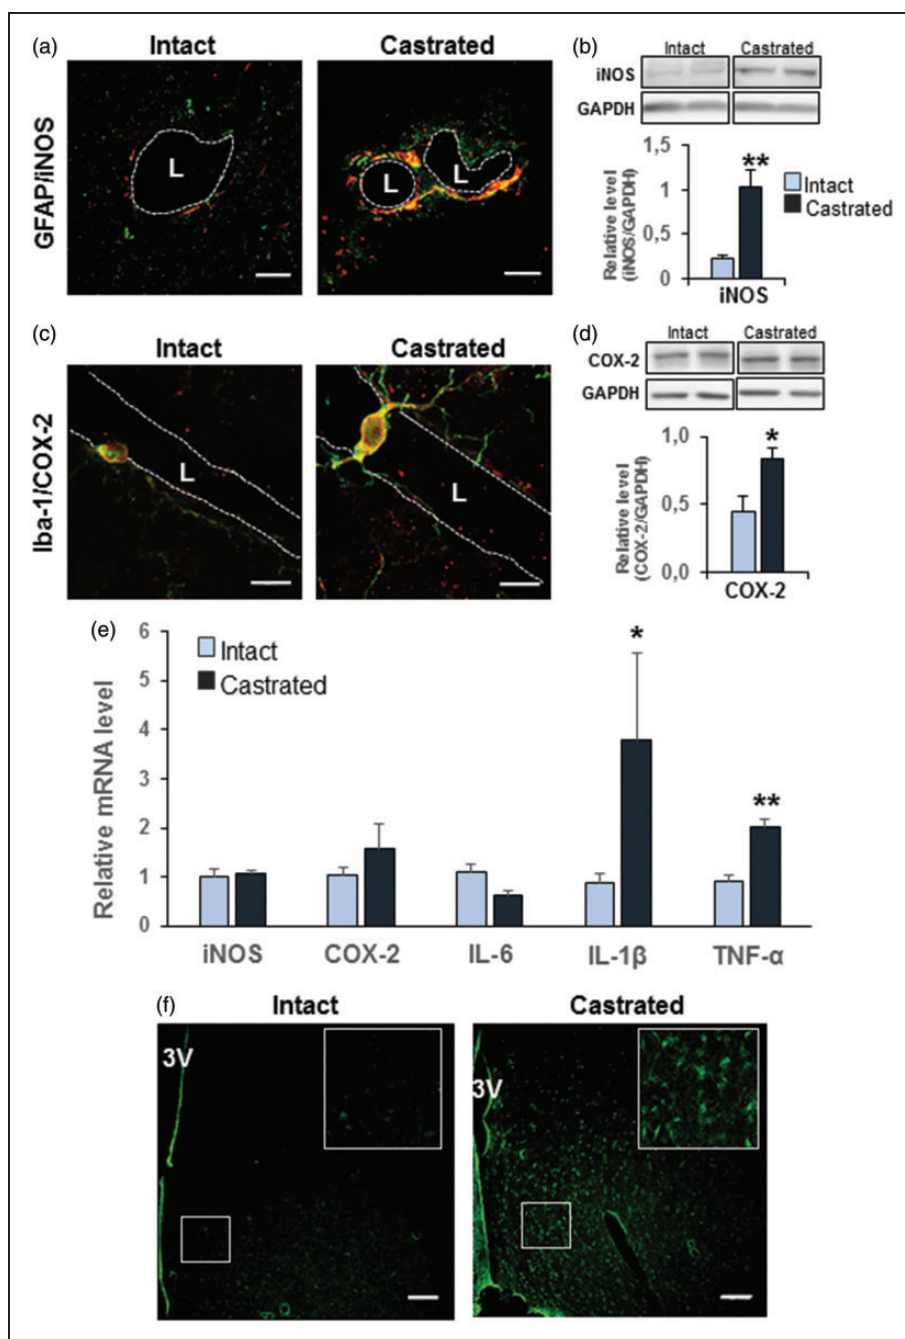 (a)
Intact Castrated
GFAP/iNOS
L
L
L
(b)
Intact Castrated
iNOS
GAPDH
Relative level
(iNOS/GAPDH)
1,5
1
0,5
0
**
Intact
Castrated
iNOS
(c)
Intact Castrated
Iba-1/COX-2
L
L
(d)
Intact Castrated
COX-2
GAPDH
Relative level
(COX-2/GAPDH)
1,0
0,5
0,0
*
COX-2
(e)
Relative mRNA level
6
5
4
3
2
1
0
Intact
Castrated
*
**
iNOS COX-2 IL-6 IL-1β TNF-α
(f)
Intact Castrated
3V
3V